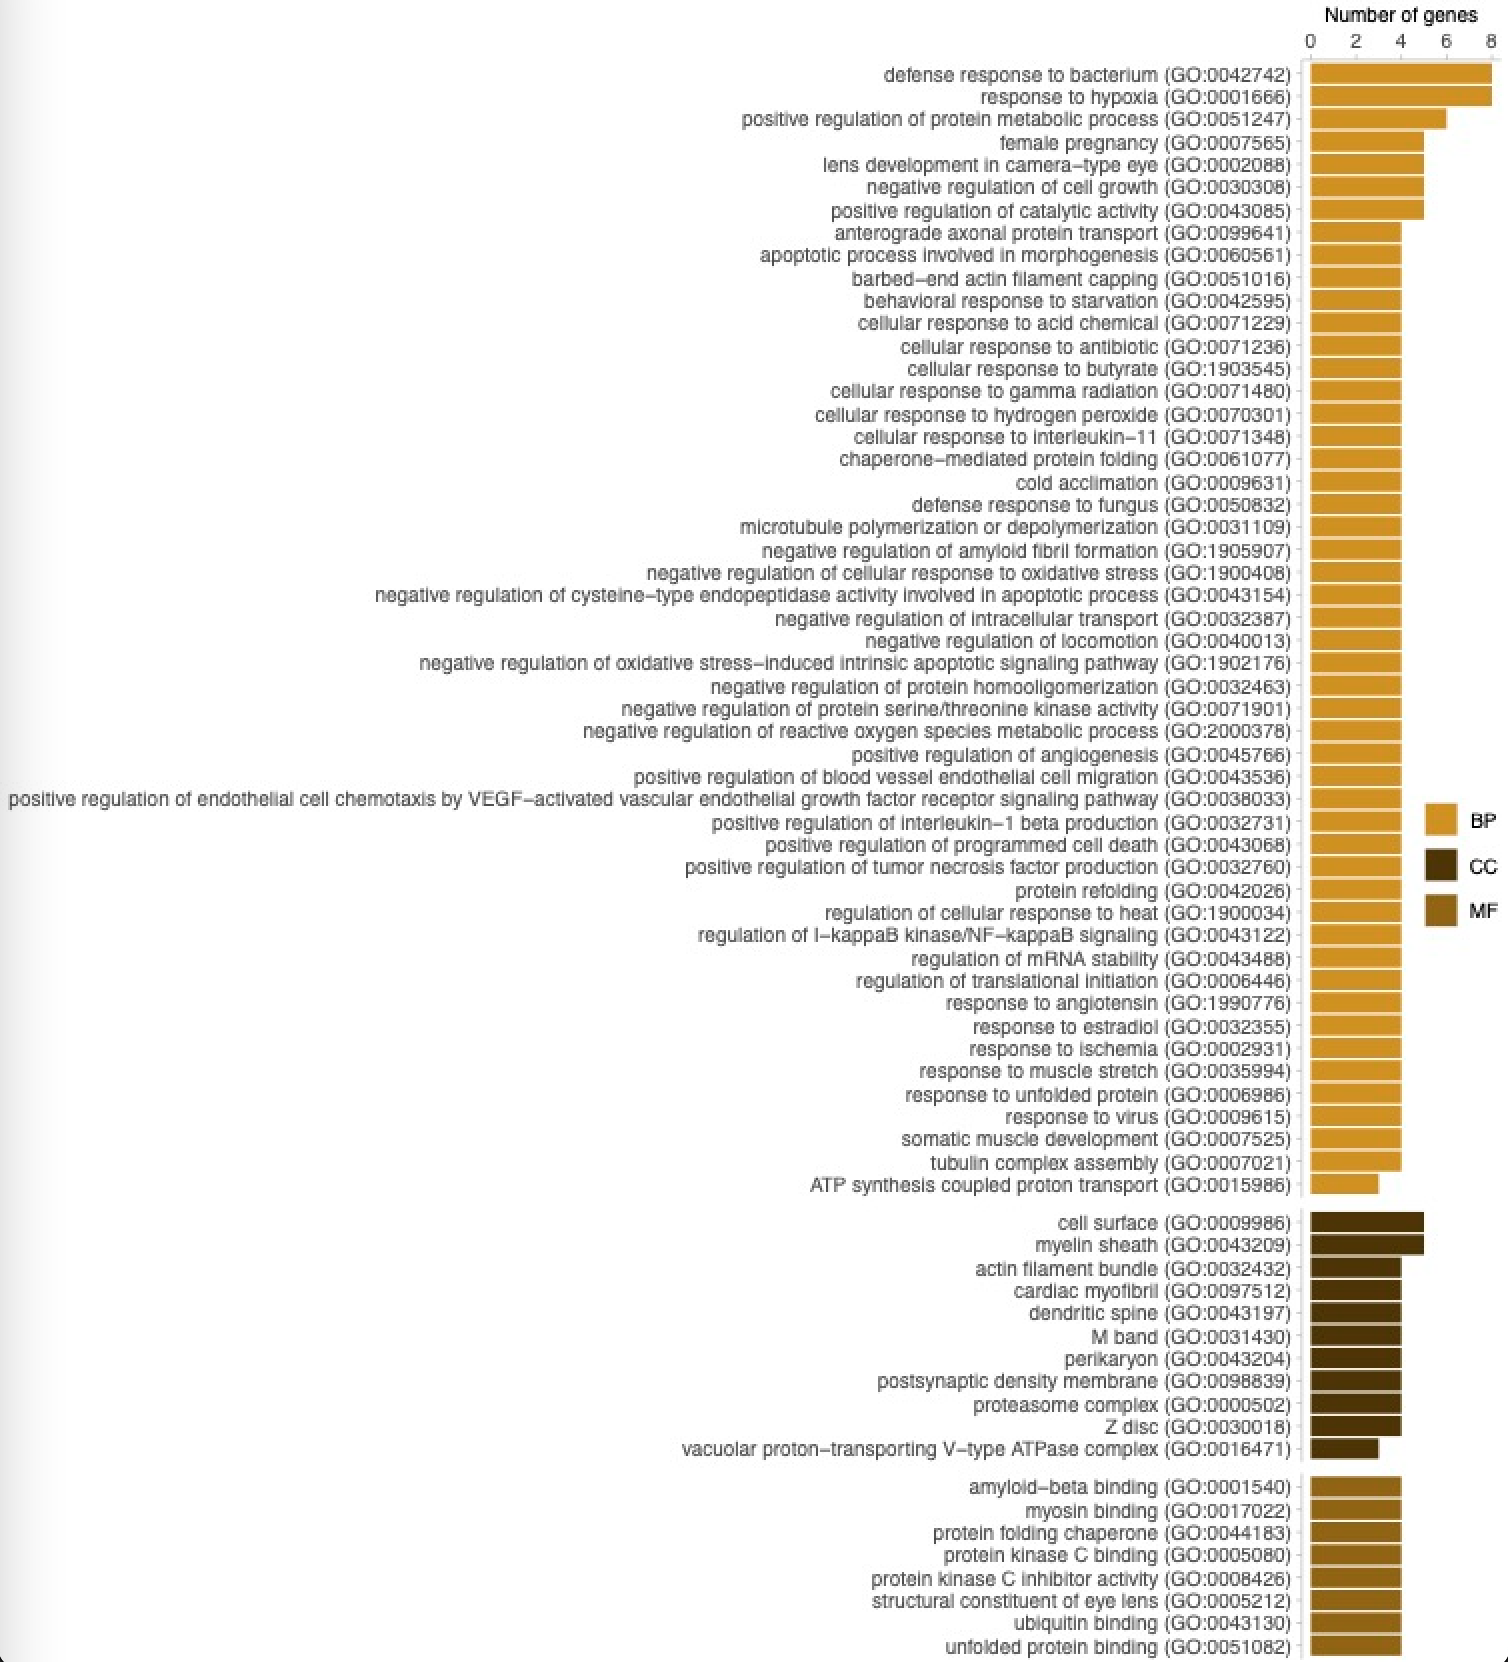 Number of genes
0 2 4 6 8
defense response to bacterium (GO:0042742)
response to hypoxia (GO:0001666)
positive regulation of protein metabolic process (GO:0051247)
female pregnancy (GO:0007565)
lens development in camera−type eye (GO:0002088)
negative regulation of cell growth (GO:0030308)
positive regulation of catalytic activity (GO:0043085)
anterograde axonal protein transport (GO:0099641)
apoptotic process involved in morphogenesis (GO:0060561)
barbed−end actin filament capping (GO:0051016)
behavioral response to starvation (GO:0042595)
cellular response to acid chemical (GO:0071229)
cellular response to antibiotic (GO:0071236)
cellular response to butyrate (GO:1903545)
cellular response to gamma radiation (GO:0071480)
cellular response to hydrogen peroxide (GO:0070301)
cellular response to interleukin−11 (GO:0071348)
chaperone−mediated protein folding (GO:0061077)
cold acclimation (GO:0009631)
defense response to fungus (GO:0050832)
microtubule polymerization or depolymerization (GO:0031109)
negative regulation of amyloid fibril formation (GO:1905907)
negative regulation of cellular response to oxidative stress (GO:1900408)
negative regulation of cysteine−type endopeptidase activity involved in apoptotic process (GO:0043154)
negative regulation of intracellular transport (GO:0032387)
negative regulation of locomotion (GO:0040013)
negative regulation of oxidative stress−induced intrinsic apoptotic signaling pathway (GO:1902176)
negative regulation of protein homooligomerization (GO:0032463)
negative regulation of protein serine/threonine kinase activity (GO:0071901)
negative regulation of reactive oxygen species metabolic process (GO:2000378)
positive regulation of angiogenesis (GO:0045766)
positive regulation of blood vessel endothelial cell migration (GO:0043536)
positive regulation of endothelial cell chemotaxis by VEGF−activated vascular endothelial growth factor receptor signaling pathway (GO:0038033)
positive regulation of interleukin−1 beta production (GO:0032731)
positive regulation of programmed cell death (GO:0043068)
positive regulation of tumor necrosis factor production (GO:0032760)
protein refolding (GO:0042026)
regulation of cellular response to heat (GO:1900034)
regulation of I−kappaB kinase/NF−kappaB signaling (GO:0043122)
regulation of mRNA stability (GO:0043488)
regulation of translational initiation (GO:0006446)
response to angiotensin (GO:1990776)
response to estradiol (GO:0032355)
response to ischemia (GO:0002931)
response to muscle stretch (GO:0035994)
response to unfolded protein (GO:0006986)
response to virus (GO:0009615)
somatic muscle development (GO:0007525)
tubulin complex assembly (GO:0007021)
ATP synthesis coupled proton transport (GO:0015986)
cell surface (GO:0009986)
myelin sheath (GO:0043209)
actin filament bundle (GO:0032432)
cardiac myofibril (GO:0097512)
dendritic spine (GO:0043197)
M band (GO:0031430)
perikaryon (GO:0043204)
postsynaptic density membrane (GO:0098839)
proteasome complex (GO:0000502)
Z disc (GO:0030018)
vacuolar proton−transporting V−type ATPase complex (GO:0016471)
amyloid−beta binding (GO:0001540)
myosin binding (GO:0017022)
protein folding chaperone (GO:0044183)
protein kinase C binding (GO:0005080)
protein kinase C inhibitor activity (GO:0008426)
structural constituent of eye lens (GO:0005212)
ubiquitin binding (GO:0043130)
unfolded protein binding (GO:0051082)
BP
CC
MF